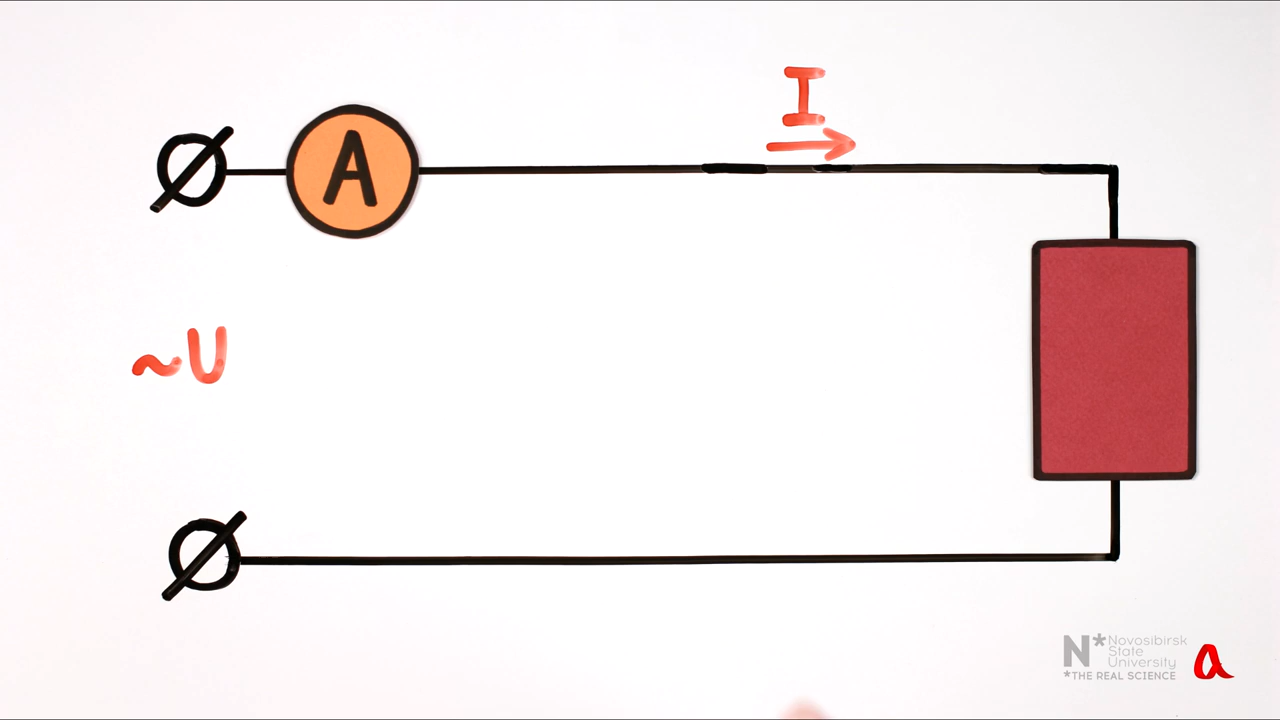 I
A
~U
N* Novosibirsk
State
University
*THE REAL SCIENCE
a